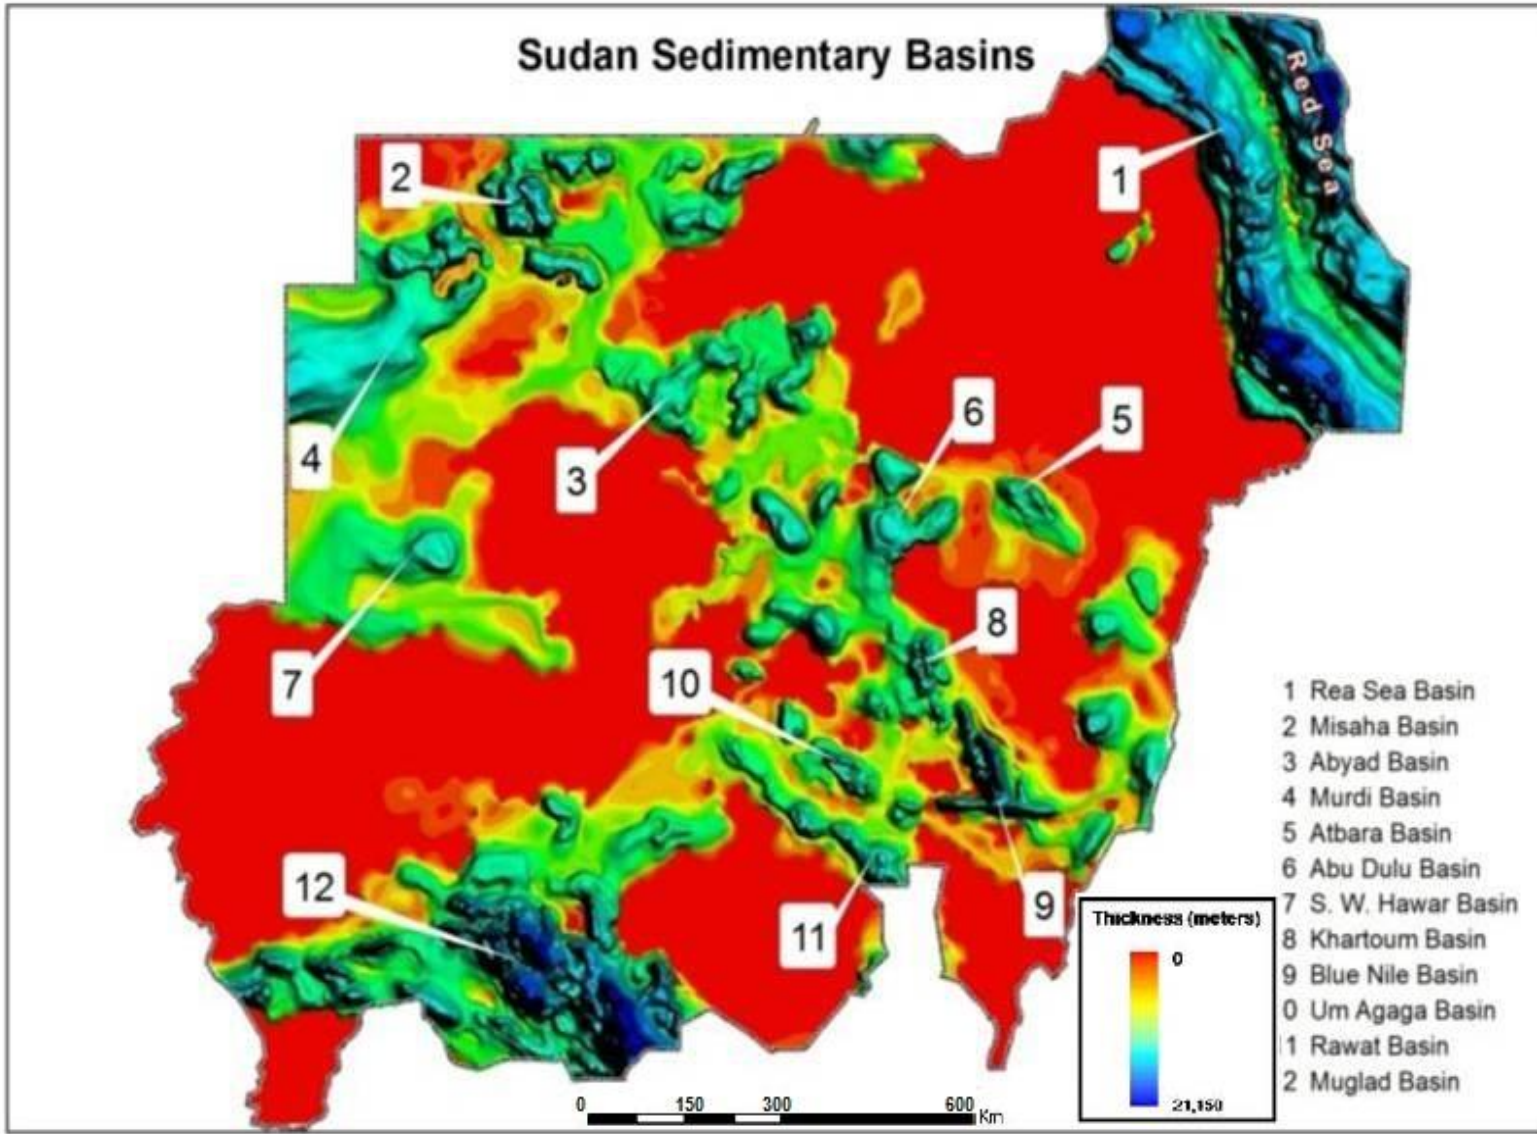 Sudan Sedimentary Basins
Red Sea
1
2
3
4
5
6
7
8
9
10
11
12
1 Rea Sea Basin
2 Misaha Basin
3 Abyad Basin
4 Murdi Basin
5 Atbara Basin
6 Abu Dulu Basin
7 S. W. Hawar Basin
8 Khartoum Basin
9 Blue Nile Basin
0 Um Agaga Basin
1 Rawat Basin
2 Muglad Basin
Thickness (meters)
0
21,150
0 150 300 600 Km